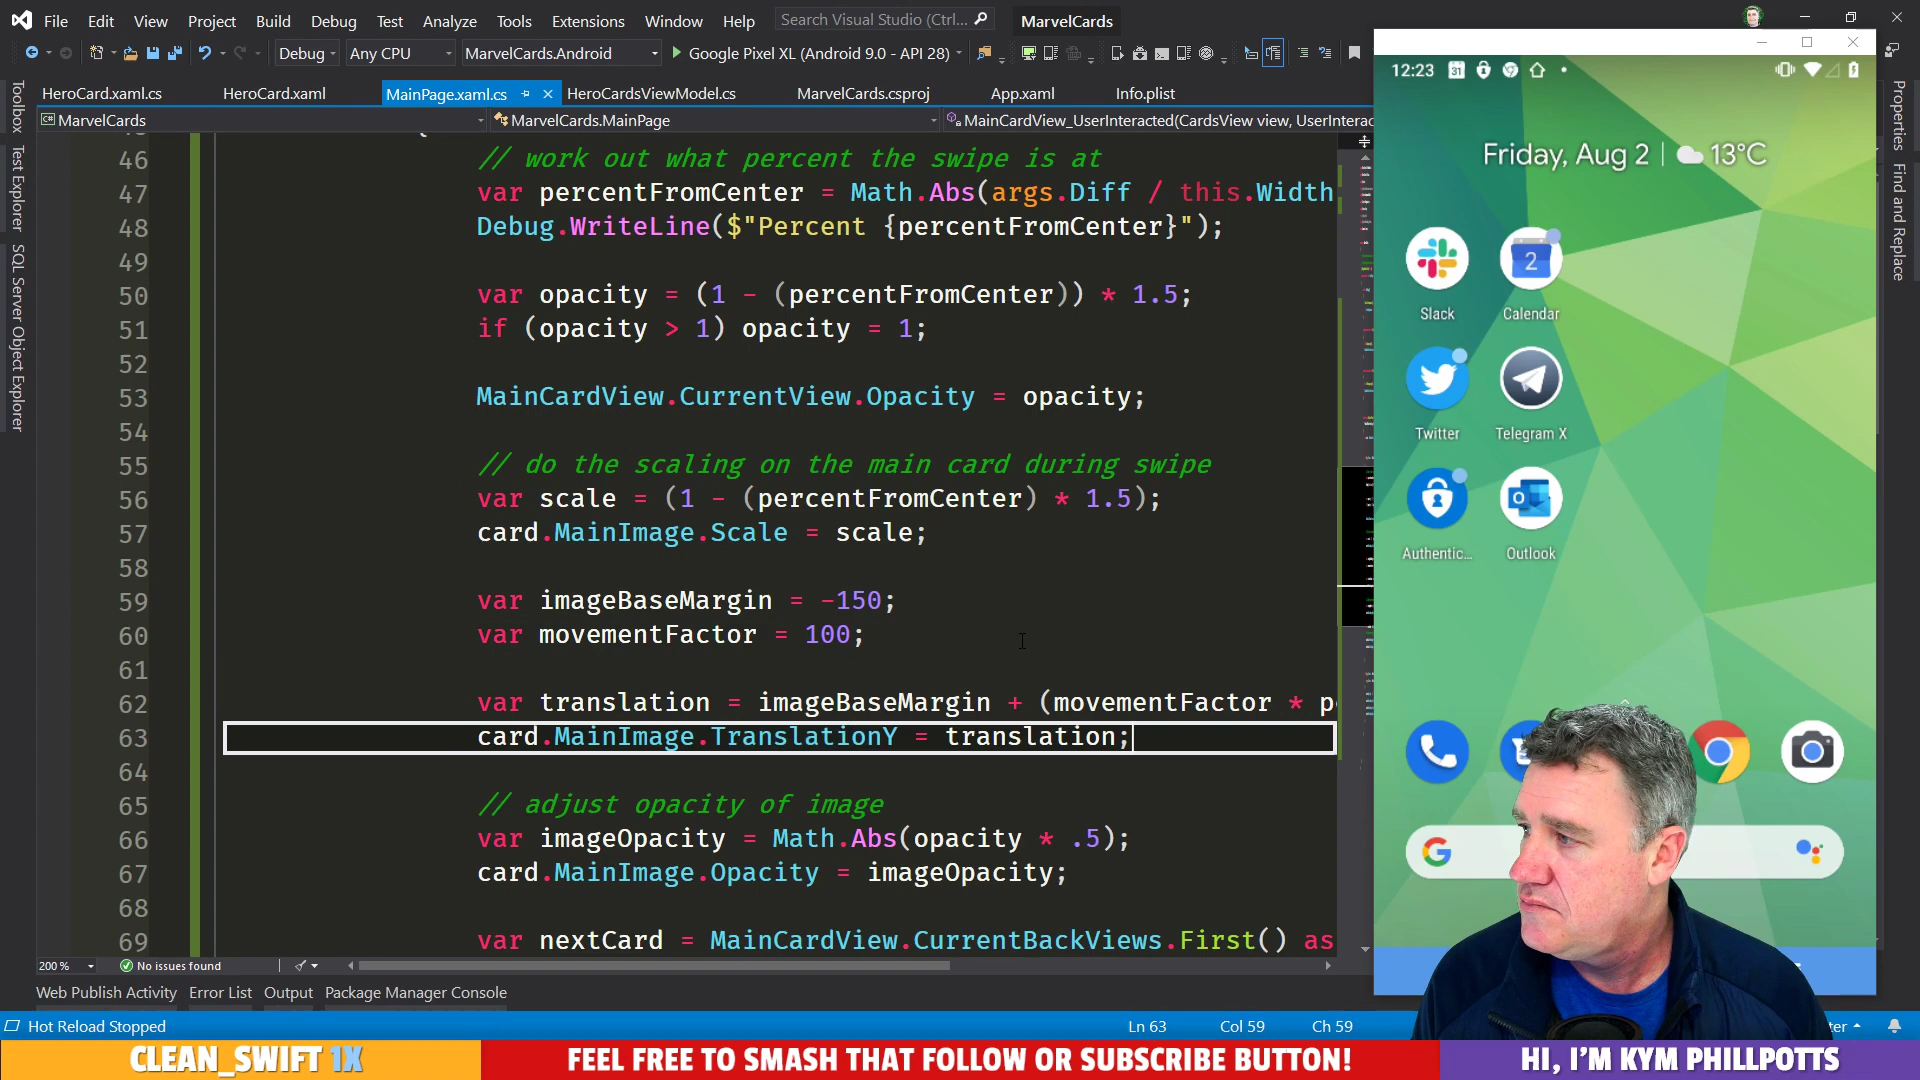 File Edit View Project Build Debug Test Analyze Tools Extensions Window Help Search Visual Studio (Ctrl... MarvelCards
Debug Any CPU MarvelCards.Android Google Pixel XL (Android 9.0 - API 28)
HeroCard.xaml.cs HeroCard.xaml MainPage.xaml.cs HeroCardsViewModel.cs MarvelCards.csproj App.xaml Info.plist
MarvelCards MarvelCards.MainPage MainCardView_UserInteracted(CardsView view, UserInterac
Toolbox
Test Explorer
SQL Server Object Explorer
46 // work out what percent the swipe is at
47 var percentFromCenter = Math.Abs(args.Diff / this.Width
48 Debug.WriteLine($"Percent {percentFromCenter}");
49
50 var opacity = (1 - (percentFromCenter)) * 1.5;
51 if (opacity > 1) opacity = 1;
52
53 MainCardView.CurrentView.Opacity = opacity;
54
55 // do the scaling on the main card during swipe
56 var scale = (1 - (percentFromCenter) * 1.5);
57 card.MainImage.Scale = scale;
58
59 var imageBaseMargin = -150;
60 var movementFactor = 100;
61
62 var translation = imageBaseMargin + (movementFactor * p
63 card.MainImage.TranslationY = translation;
64
65 // adjust opacity of image
66 var imageOpacity = Math.Abs(opacity * .5);
67 card.MainImage.Opacity = imageOpacity;
68
69 var nextCard = MainCardView.CurrentBackViews.First() as
200 % No issues found
Web Publish Activity Error List Output Package Manager Console
Hot Reload Stopped Ln 63 Col 59 Ch 59
12:23 31
Friday, Aug 2 | 13°C
2
Slack Calendar
Twitter Telegram X
Authentic... Outlook
G
Properties
Find and Replace
CLEAN_SWIFT 1X FEEL FREE TO SMASH THAT FOLLOW OR SUBSCRIBE BUTTON! HI, I'M KYM PHILLPOTTS